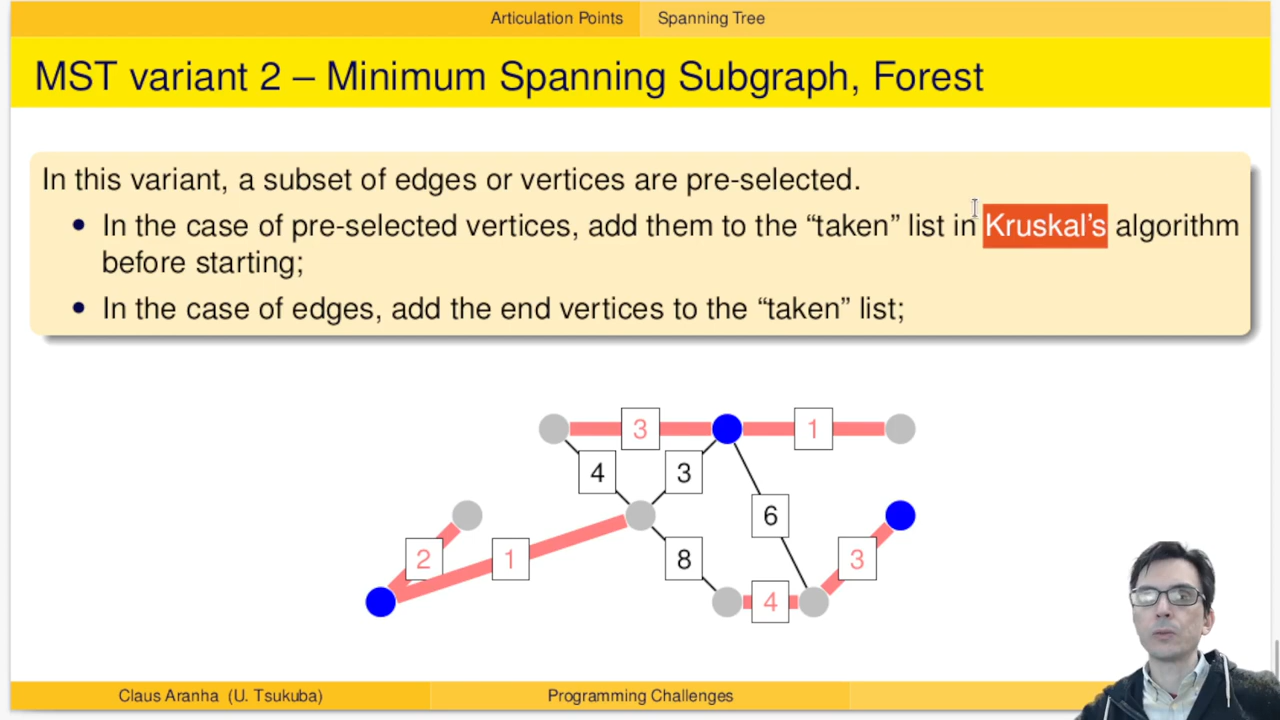 Articulation Points Spanning Tree
MST variant 2 – Minimum Spanning Subgraph, Forest
In this variant, a subset of edges or vertices are pre-selected.
• In the case of pre-selected vertices, add them to the “taken” list in Kruskal’s algorithm
before starting;
• In the case of edges, add the end vertices to the “taken” list;
3 1
4 3
6
2 1 8 3
4
Claus Aranha (U. Tsukuba) Programming Challenges